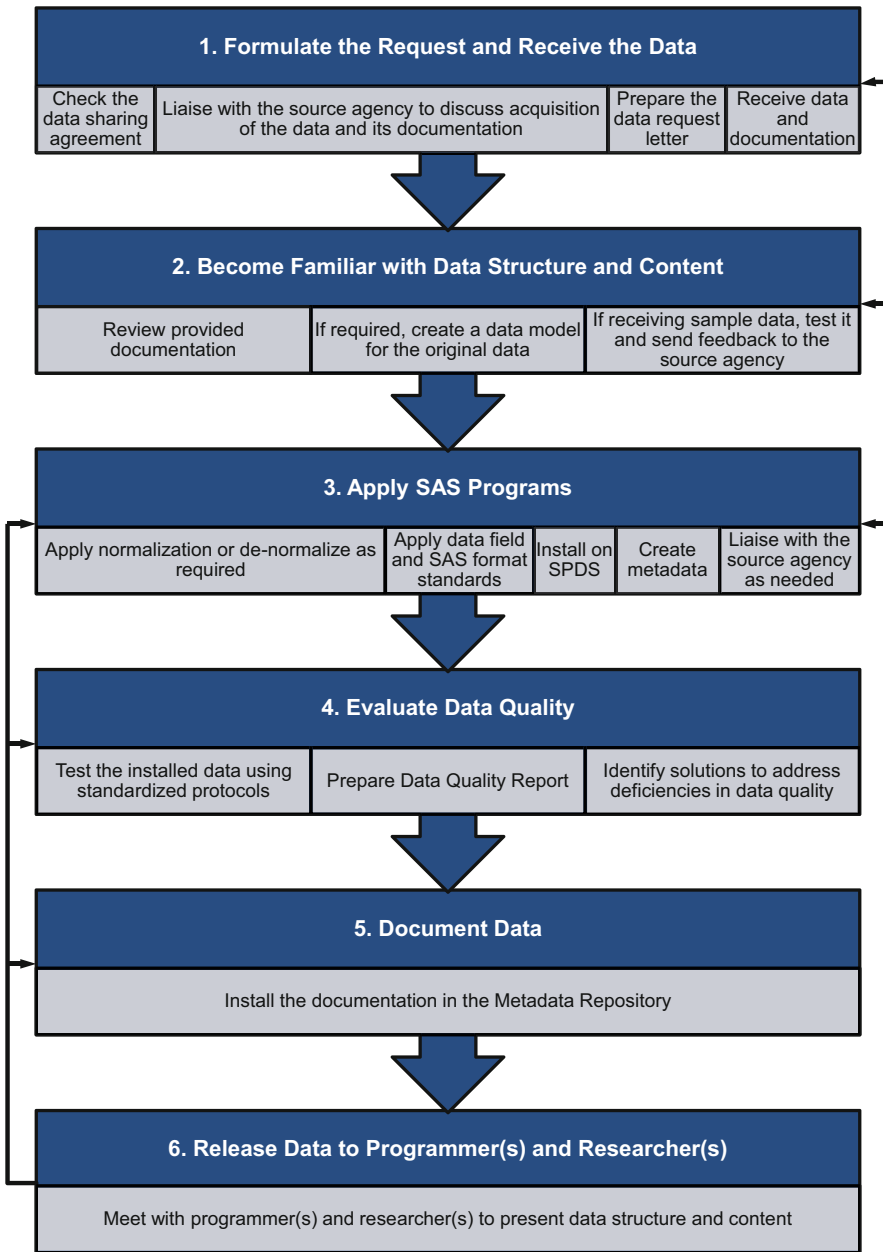 1. Formulate the Request and Receive the Data
Check the
data sharing
agreement
Liaise with the source agency to discuss acquisition
of the data and its documentation
Prepare the
data request
letter
Receive data
and
documentation
2. Become Familiar with Data Structure and Content
Review provided
documentation
If required, create a data model
for the original data
If receiving sample data, test it
and send feedback to the
source agency
3. Apply SAS Programs
Apply normalization or de-normalize as
required
Apply data field
and SAS format
standards
Install on
SPDS
Create
metadata
Liaise with the
source agency
as needed
4. Evaluate Data Quality
Test the installed data using
standardized protocols
Prepare Data Quality Report
Identify solutions to address
deficiencies in data quality
5. Document Data
Install the documentation in the Metadata Repository
6. Release Data to Programmer(s) and Researcher(s)
Meet with programmer(s) and researcher(s) to present data structure and content